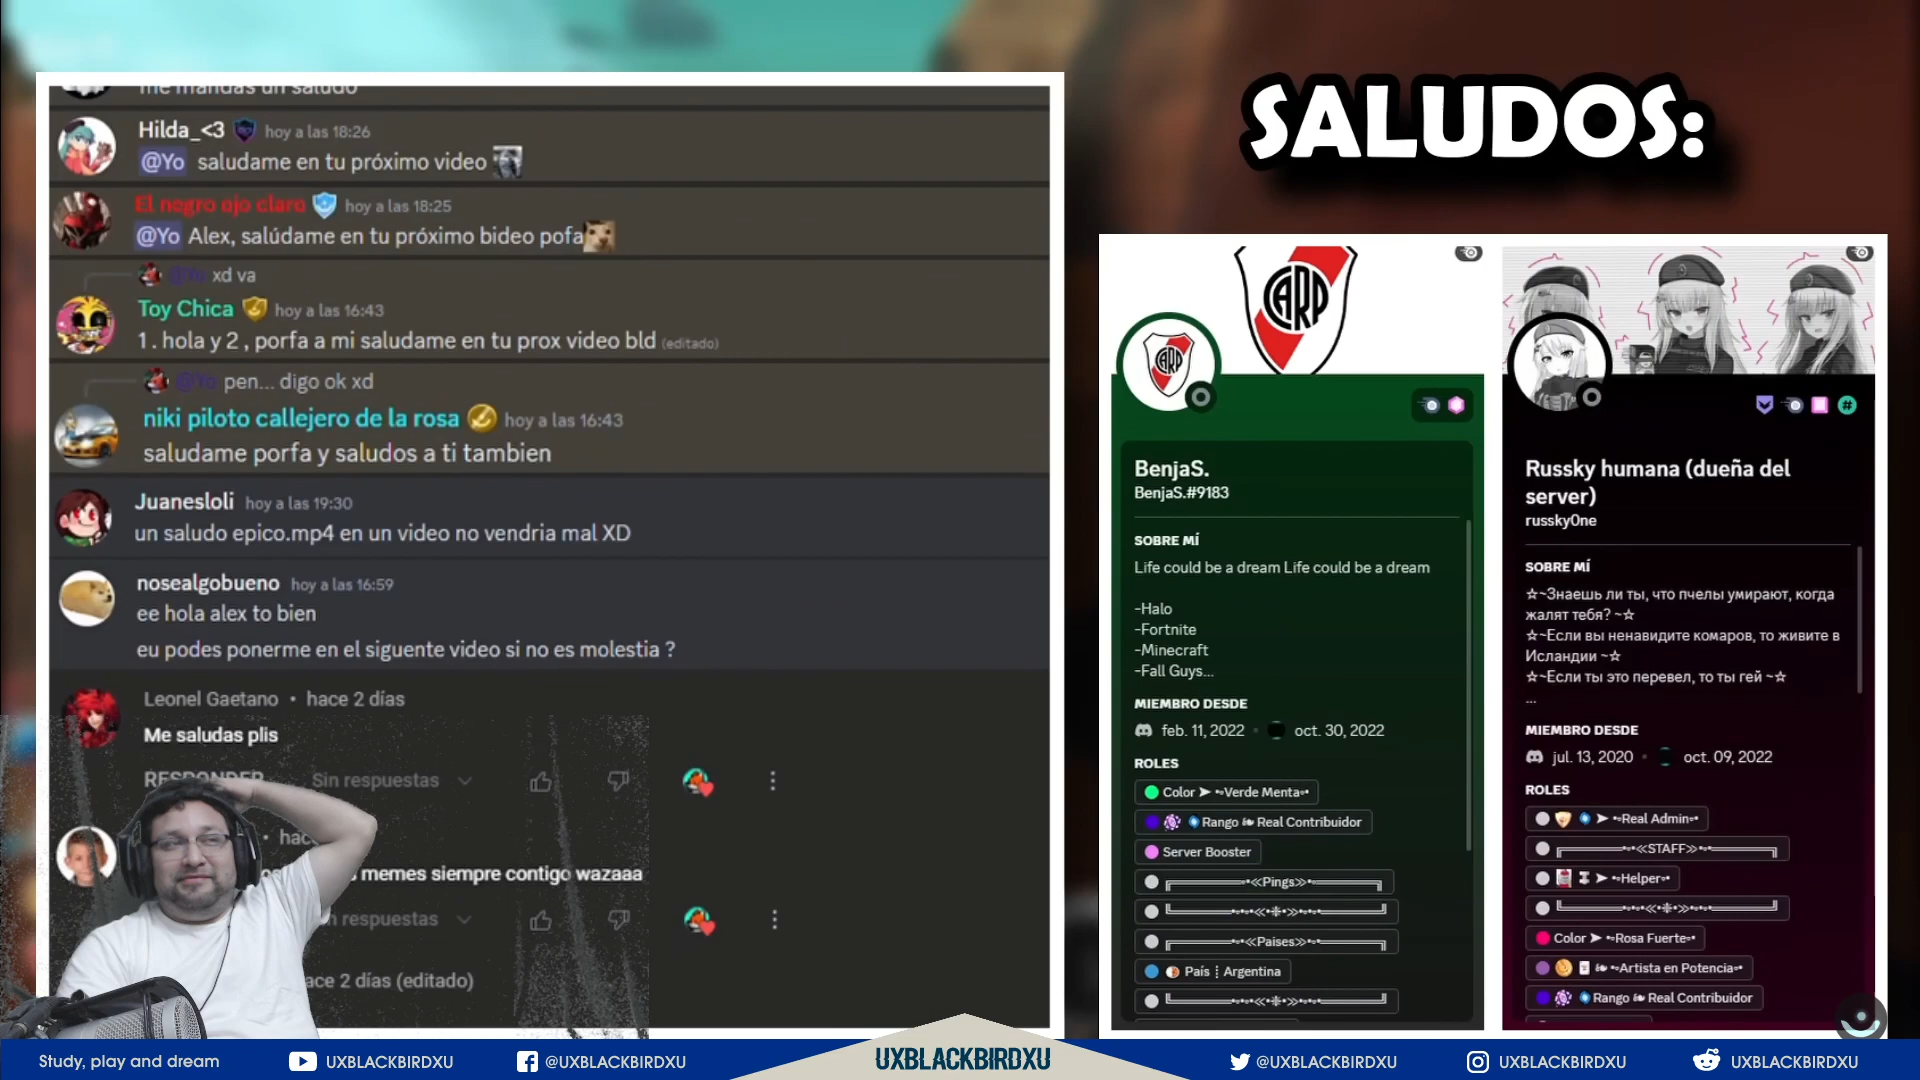 me mandas un saludo
Hilda_<3 hoy a las 18:26
@Yo saludame en tu próximo video
El negro ojo claro hoy a las 18:25
@Yo Alex, salúdame en tu próximo bideo pofa
@Yo xd va
Toy Chica hoy a las 16:43
1. hola y 2 , porfa a mi saludame en tu prox video bld (editado)
@Yo pen... digo ok xd
niki piloto callejero de la rosa hoy a las 16:43
saludame porfa y saludos a ti tambien
Juanesloli hoy a las 19:30
un saludo epico.mp4 en un video no vendria mal XD
nosealgobueno hoy a las 16:59
ee hola alex to bien
eu podes ponerme en el siguente video si no es molestia ?
Leonel Gaetano • hace 2 días
Me saludas plis
RESPONDER Sin respuestas
memes siempre contigo wazaaa
respuestas
ace 2 días (editado)
SALUDOS:
CARP
CARP
BenjaS.
BenjaS.#9183
SOBRE MÍ
Life could be a dream Life could be a dream
-Halo
-Fortnite
-Minecraft
-Fall Guys...
MIEMBRO DESDE
feb. 11, 2022 • oct. 30, 2022
ROLES
Color ➤ •»Verde Menta«•
Rango ❧ Real Contribuidor
Server Booster
╔═════•«Pings»•═════╗
╚═════•«❉»•═════╝
╔═════•«Paises»•═════╗
País ┊ Argentina
╚═════•«❉»•═════╝
Russky humana (dueña del
server)
russky0ne
SOBRE MÍ
☆~Знаешь ли ты, что пчелы умирают, когда
жалят тебя? ~☆
☆~Если вы ненавидите комаров, то живите в
Исландии ~☆
☆~Если ты это перевел, то ты гей ~☆
...
MIEMBRO DESDE
jul. 13, 2020 • oct. 09, 2022
ROLES
➤ •»Real Admin«•
╔═════•«STAFF»•═════╗
➤ •»Helper«•
╚═════•«❉»•═════╝
Color ➤ •»Rosa Fuerte«•
❧ •»Artista en Potencia«•
Rango ❧ Real Contribuidor
Study, play and dream
UXBLACKBIRDXU
@UXBLACKBIRDXU
UXBLACKBIRDXU
@UXBLACKBIRDXU
UXBLACKBIRDXU
UXBLACKBIRDXU